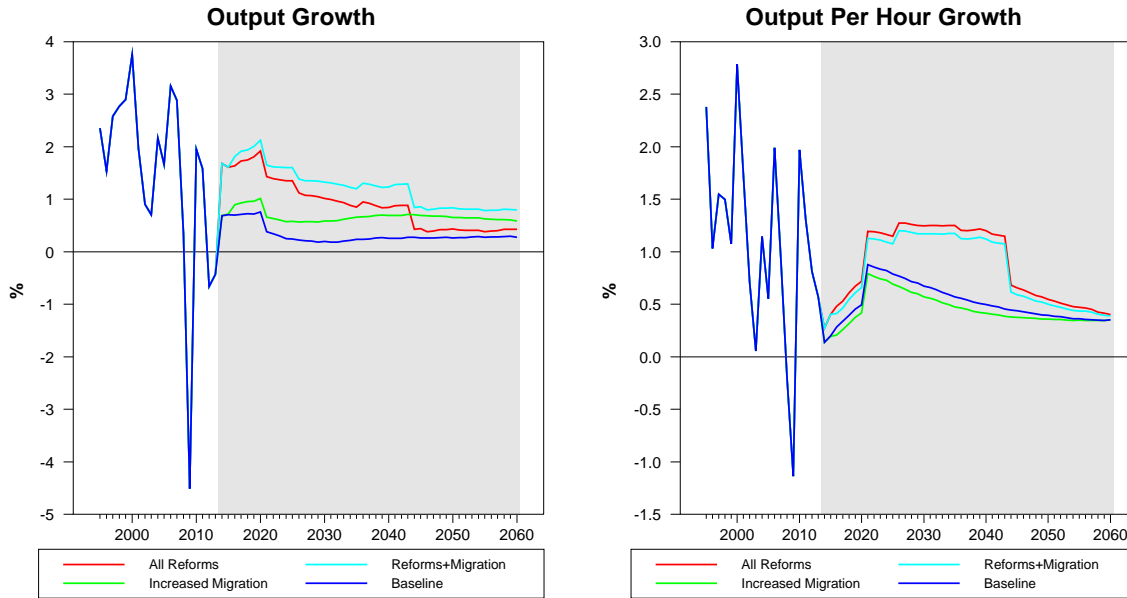 Output Growth
4
3
2
1
0
-1
-2
-3
-4
-5
%
2000 2010 2020 2030 2040 2050 2060
All Reforms Reforms+Migration
Increased Migration Baseline
Output Per Hour Growth
3.0
2.5
2.0
1.5
1.0
0.5
0.0
-0.5
-1.0
-1.5
%
2000 2010 2020 2030 2040 2050 2060
All Reforms Reforms+Migration
Increased Migration Baseline